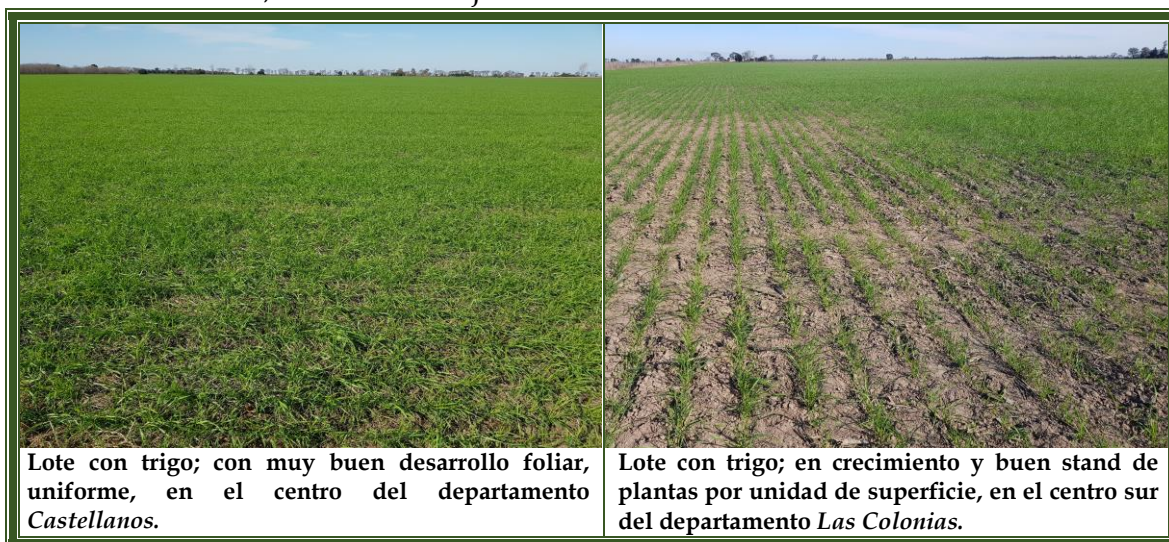 Lote con trigo; con muy buen desarrollo foliar,
uniforme, en el centro del departamento
Castellanos.
Lote con trigo; en crecimiento y buen stand de
plantas por unidad de superficie, en el centro sur
del departamento Las Colonias.